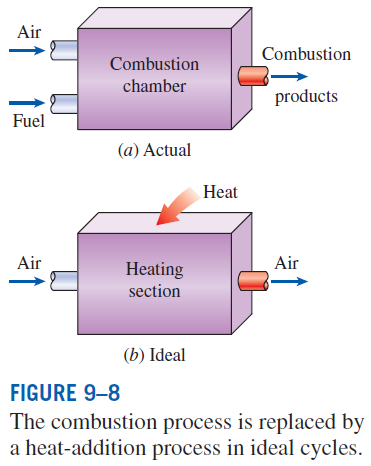 Air
Combustion
chamber
Combustion
products
Fuel
(a) Actual
Heat
Air
Heating
section
Air
(b) Ideal
FIGURE 9–8
The combustion process is replaced by
a heat-addition process in ideal cycles.